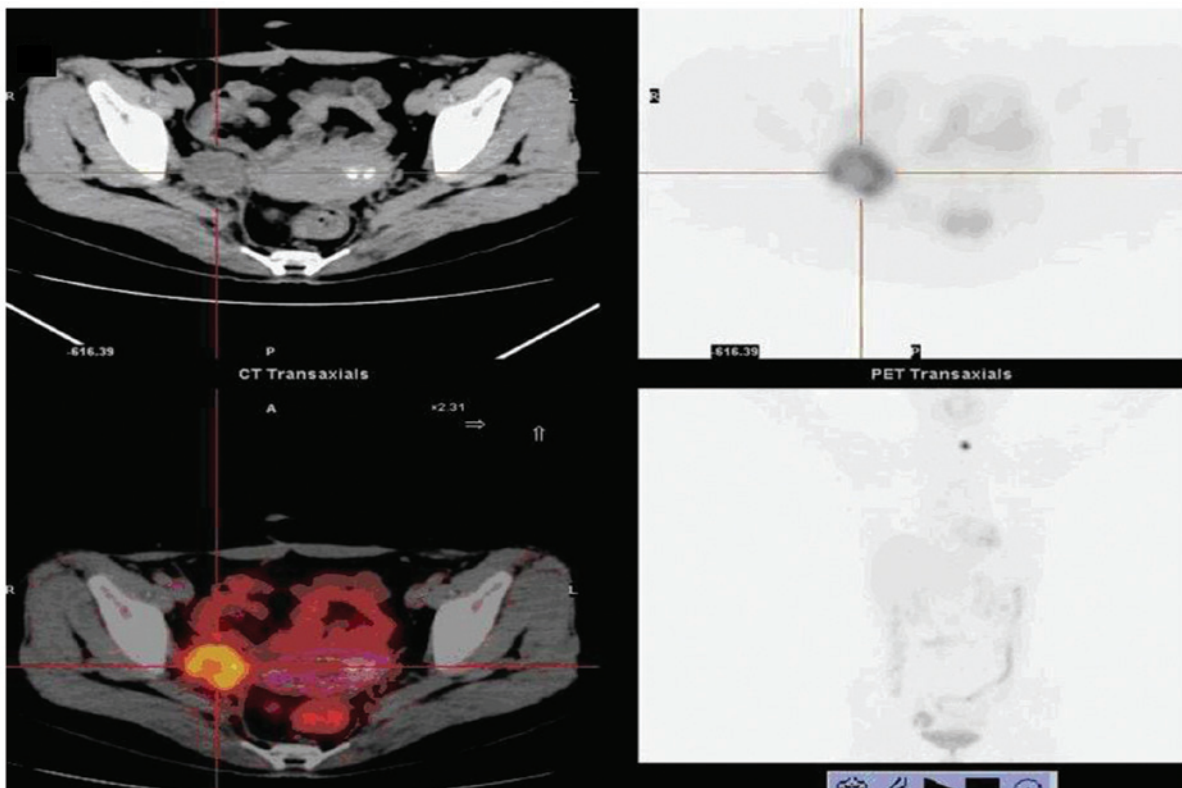 R
L
R
-616.39
P
-616.39
P
CT Transaxials
PET Transaxials
A
×2.31
R
L